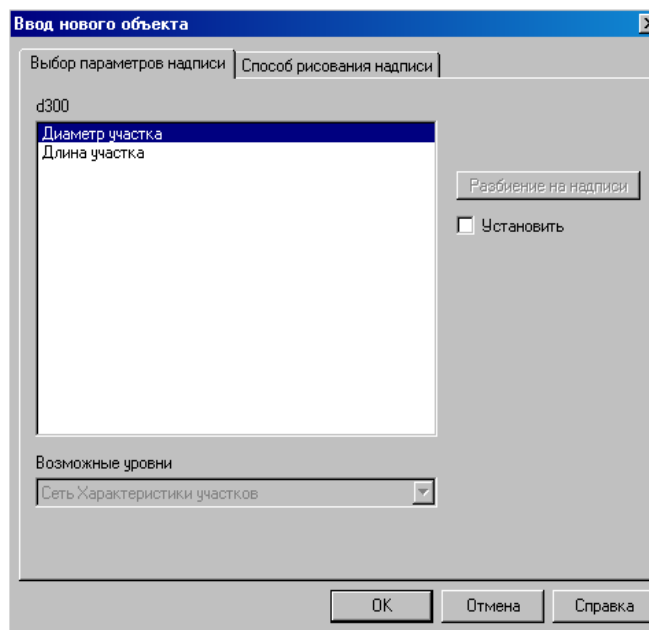 Ввод нового объекта
Выбор параметров надписи Способ рисования надписи
d300
Диаметр участка
Длина участка
Разбиение на надписи
Установить
Возможные уровни
Сеть Характеристики участков
OK Отмена Справка